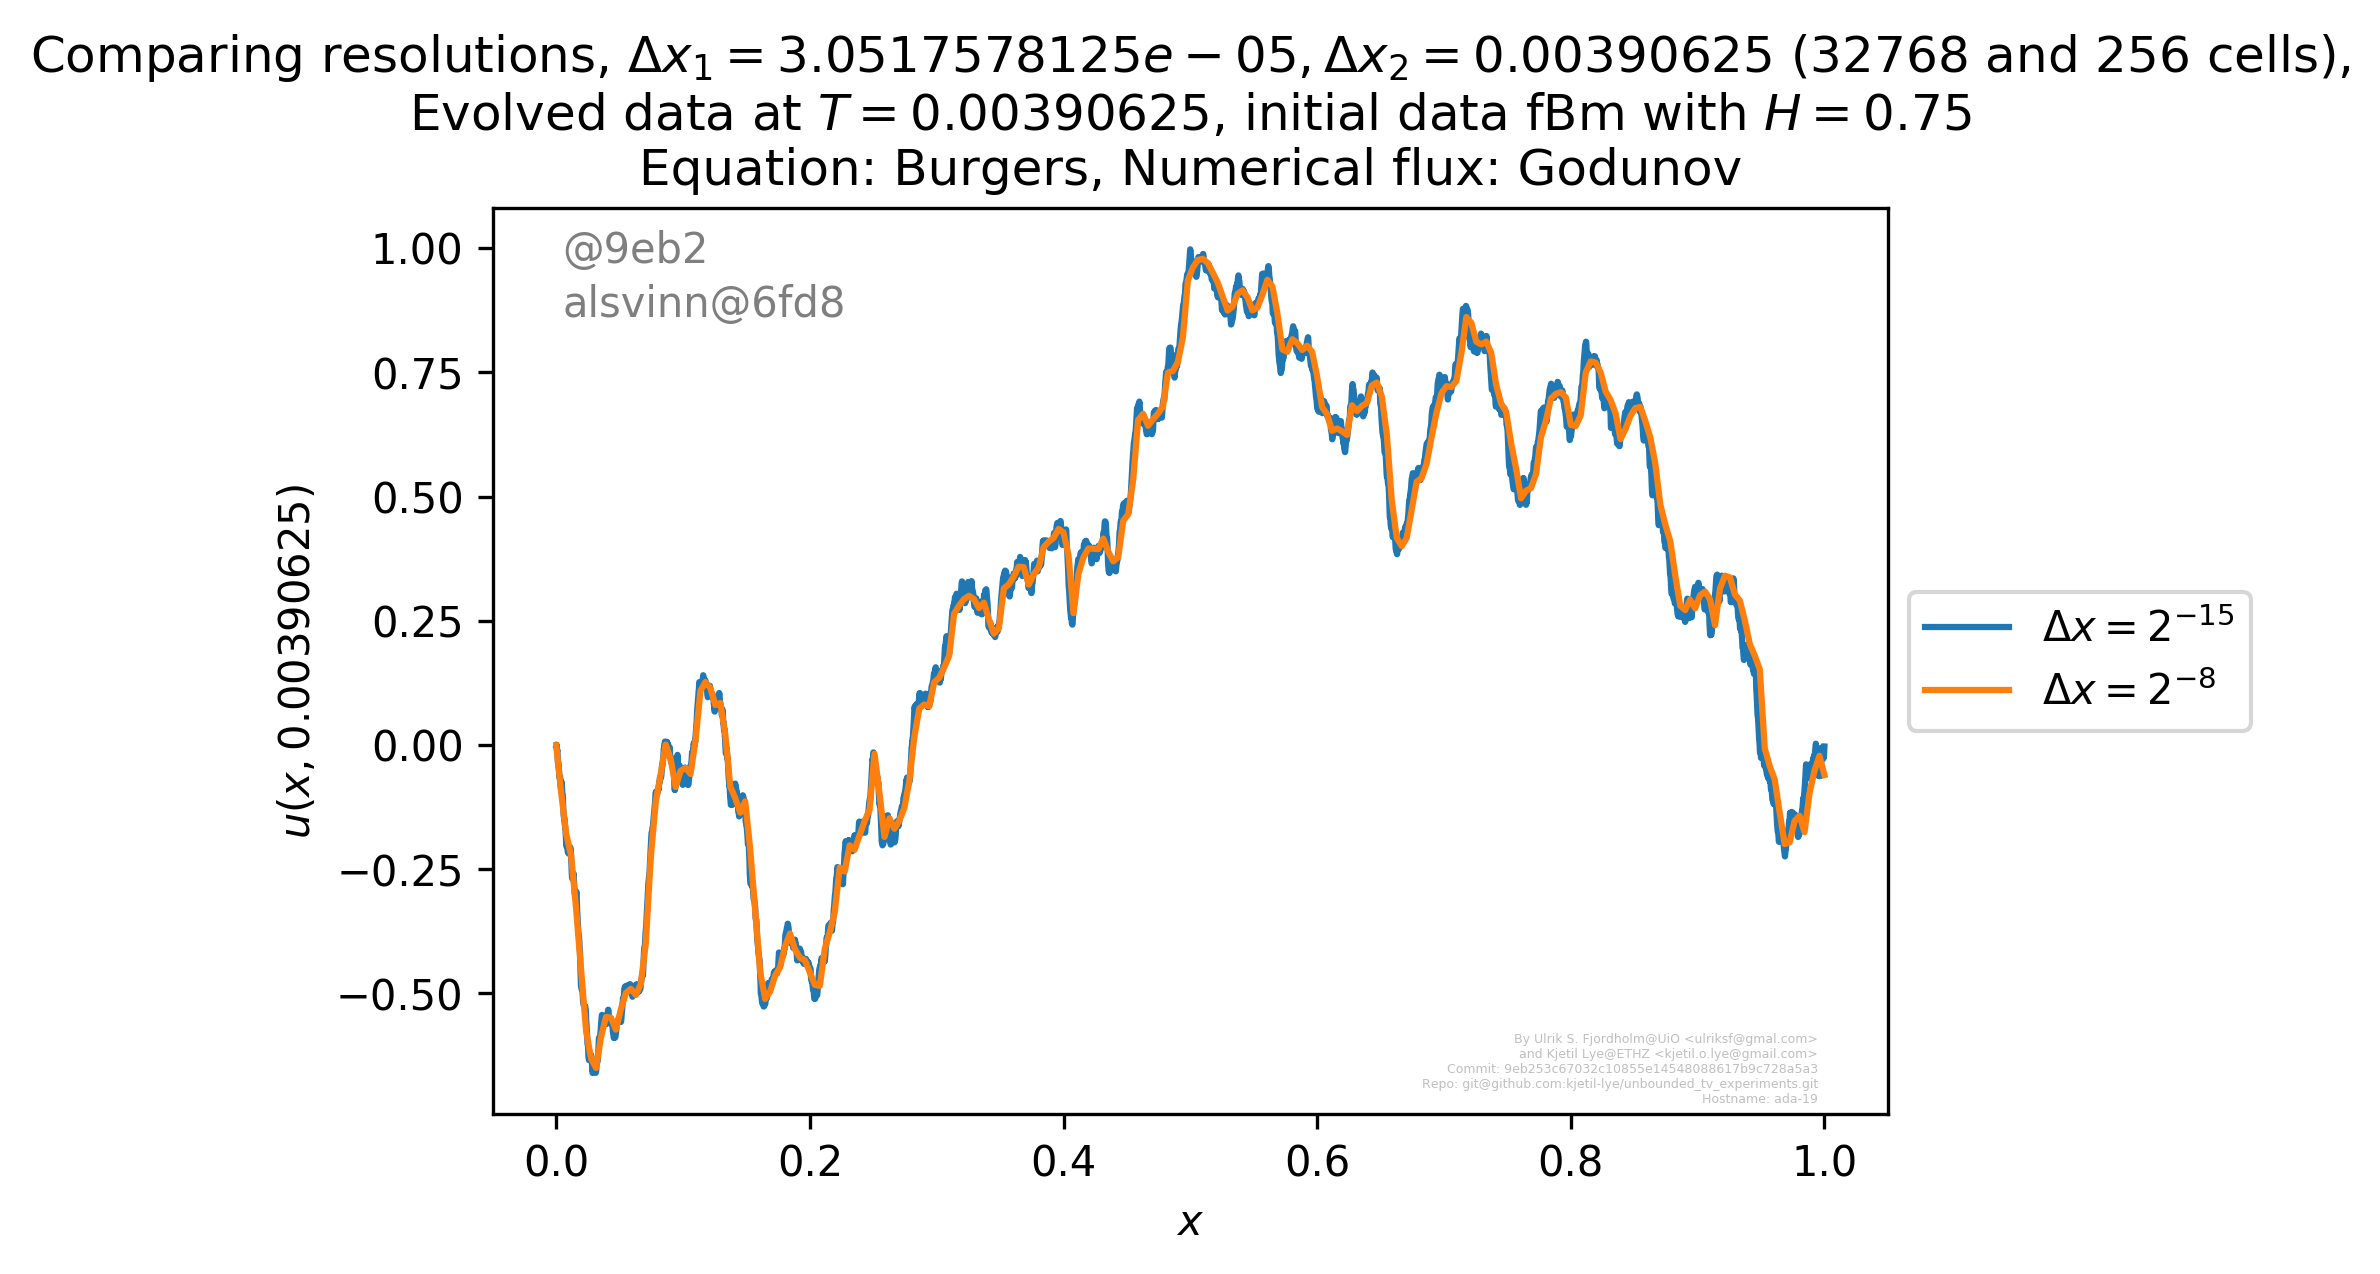 Comparing resolutions, Δx₁ = 3.0517578125e − 05, Δx₂ = 0.00390625 (32768 and 256 cells),
Evolved data at T = 0.00390625, initial data fBm with H = 0.75
Equation: Burgers, Numerical flux: Godunov
@9eb2
alsvinn@6fd8
1.00
0.75
0.50
0.25
0.00
−0.25
−0.50
u(x, 0.00390625)
Δx = 2⁻¹⁵
Δx = 2⁻⁸
By Ulrik S. Fjordholm@UiO <ulriksf@gmal.com>
and Kjetil Lye@ETHZ <kjetil.o.lye@gmail.com>
Commit: 9eb253c67032c10855e14548088617b9c728a5a3
Repo: git@github.com:kjetil-lye/unbounded_tv_experiments.git
Hostname: ada-19
0.0 0.2 0.4 0.6 0.8 1.0
x